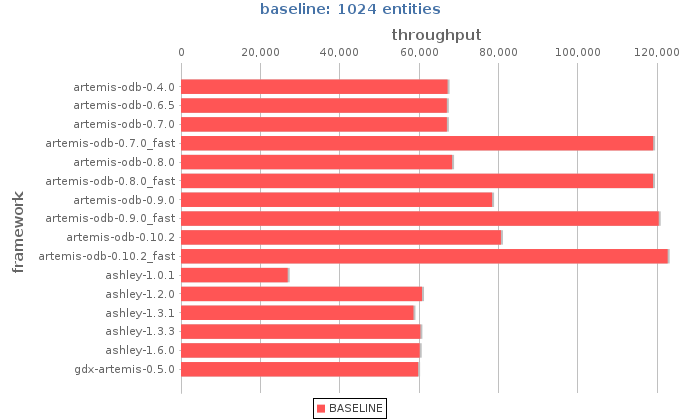 baseline: 1024 entities
throughput
0 20,000 40,000 60,000 80,000 100,000 120,000
framework
artemis-odb-0.4.0
artemis-odb-0.6.5
artemis-odb-0.7.0
artemis-odb-0.7.0_fast
artemis-odb-0.8.0
artemis-odb-0.8.0_fast
artemis-odb-0.9.0
artemis-odb-0.9.0_fast
artemis-odb-0.10.2
artemis-odb-0.10.2_fast
ashley-1.0.1
ashley-1.2.0
ashley-1.3.1
ashley-1.3.3
ashley-1.6.0
gdx-artemis-0.5.0
BASELINE